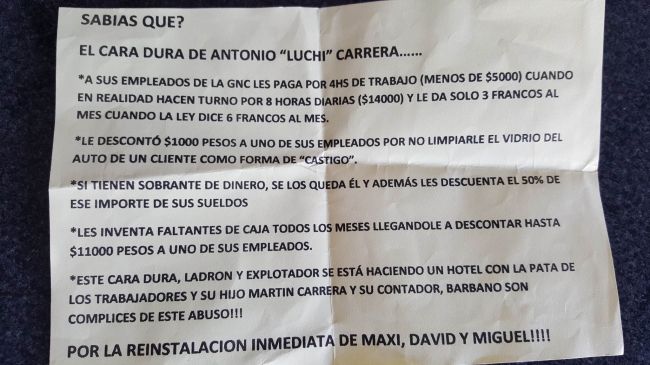 SABIAS QUE?
EL CARA DURA DE ANTONIO “LUCHI” CARRERA......
*A SUS EMPLEADOS DE LA GNC LES PAGA POR 4HS DE TRABAJO (MENOS DE $5000) CUANDO
EN REALIDAD HACEN TURNO POR 8 HORAS DIARIAS ($14000) Y LE DA SOLO 3 FRANCOS AL
MES CUANDO LA LEY DICE 6 FRANCOS AL MES.
*LE DESCONTÓ $1000 PESOS A UNO DE SUS EMPLEADOS POR NO LIMPIARLE EL VIDRIO DEL
AUTO DE UN CLIENTE COMO FORMA DE “CASTIGO”.
*SI TIENEN SOBRANTE DE DINERO, SE LOS QUEDA ÉL Y ADEMÁS LES DESCUENTA EL 50% DE
ESE IMPORTE DE SUS SUELDOS
*LES INVENTA FALTANTES DE CAJA TODOS LOS MESES LLEGANDOLE A DESCONTAR HASTA
$11000 PESOS A UNO DE SUS EMPLEADOS.
*ESTE CARA DURA, LADRON Y EXPLOTADOR SE ESTÁ HACIENDO UN HOTEL CON LA PATA DE
LOS TRABAJADORES Y SU HIJO MARTIN CARRERA Y SU CONTADOR, BARBANO SON
COMPLICES DE ESTE ABUSO!!!
POR LA REINSTALACION INMEDIATA DE MAXI, DAVID Y MIGUEL!!!!